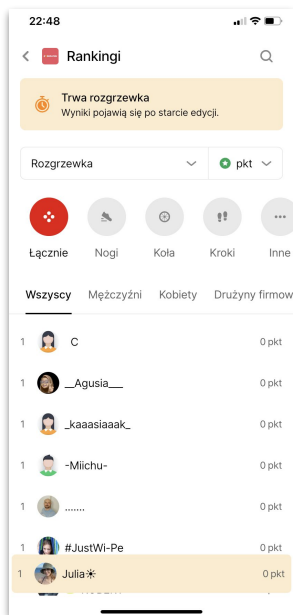 22:48
Rankingi
Trwa rozgrzewka
Wyniki pojawią się po starcie edycji.
Rozgrzewka
pkt
Łącznie
Nogi
Koła
Kroki
Inne
Wszyscy
Mężczyźni
Kobiety
Drużyny firmow
1 C 0 pkt
1 __Agusia___ 0 pkt
1 _kaaasiaaak_ 0 pkt
1 -Miichu- 0 pkt
1 ....... 0 pkt
1 #JustWi-Pe 0 pkt
1 Julia☀ 0 pkt